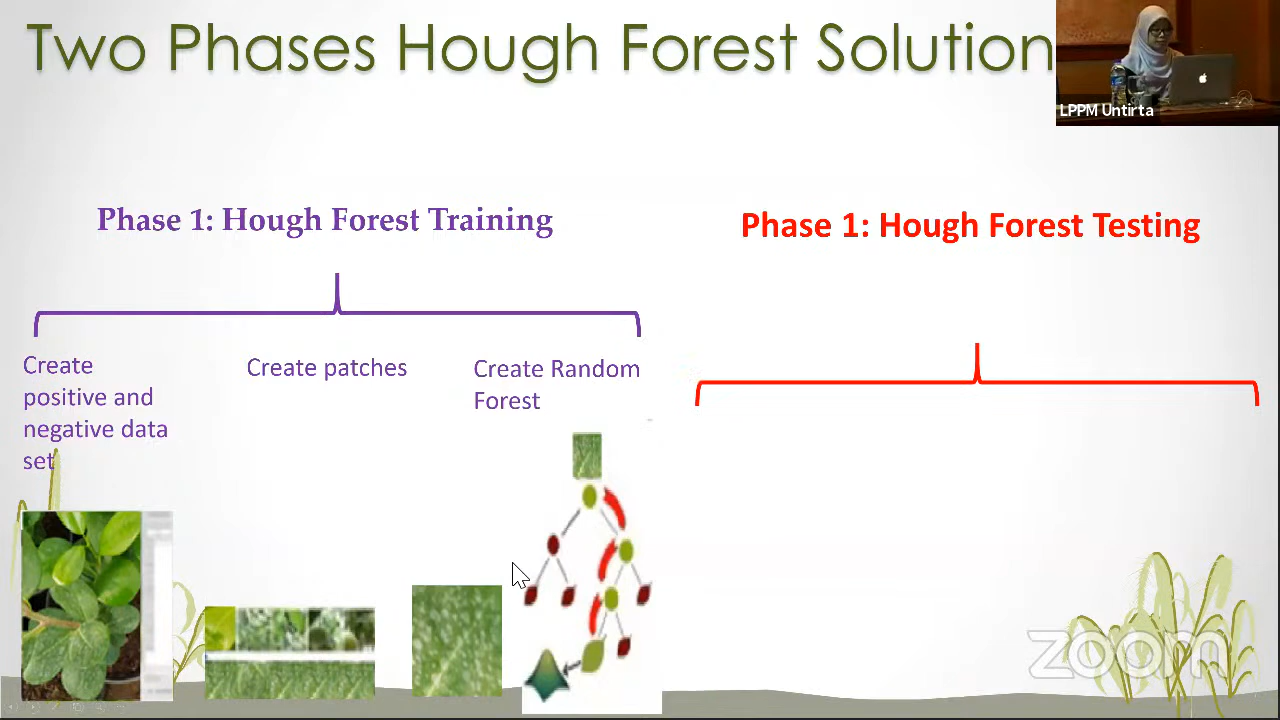 Two Phases Hough Forest Solution
LPPM Untirta
Phase 1: Hough Forest Training
Phase 1: Hough Forest Testing
Create
positive and
negative data
set
Create patches
Create Random
Forest
zoom